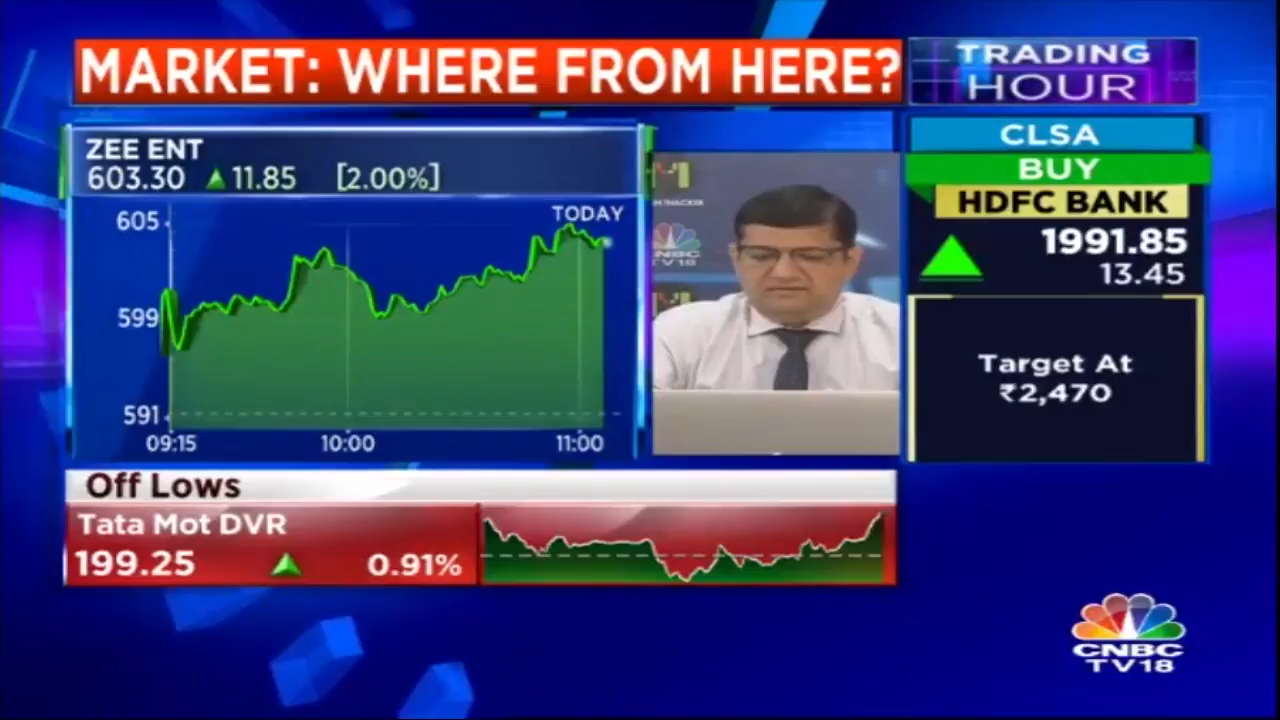 MARKET: WHERE FROM HERE?
TRADING
HOUR
ZEE ENT
603.30 ▲ 11.85 [2.00%]
TODAY
605
599
591
09:15 10:00 11:00
CNBC
TV18
CLSA
BUY
HDFC BANK
1991.85
13.45
Target At
₹2,470
Off Lows
Tata Mot DVR
199.25 ▲ 0.91%
CNBC
TV18